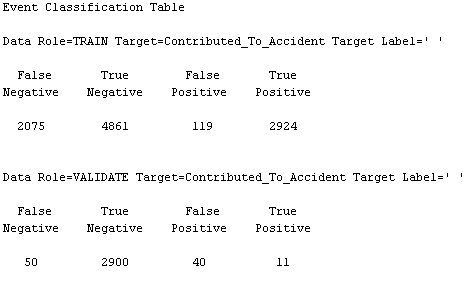 Event Classification Table
Data Role=TRAIN Target=Contributed_To_Accident Target Label=' '
False True False True
Negative Negative Positive Positive
2075 4861 119 2924
Data Role=VALIDATE Target=Contributed_To_Accident Target Label=' '
False True False True
Negative Negative Positive Positive
50 2900 40 11